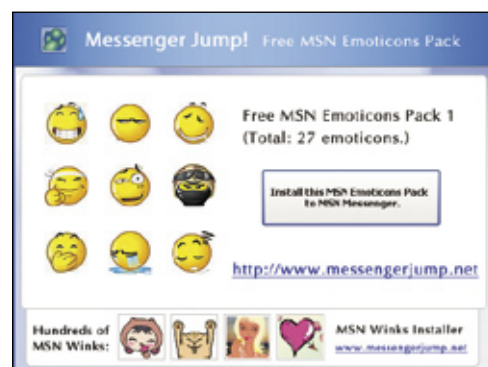 Messenger Jump! Free MSN Emoticons Pack
Free MSN Emoticons Pack 1
(Total: 27 emoticons.)
Install this MSN Emoticons Pack
to MSN Messenger.
http://www.messengerjump.net
Hundreds of
MSN Winks:
MSN Winks Installer
www.messengerjump.net